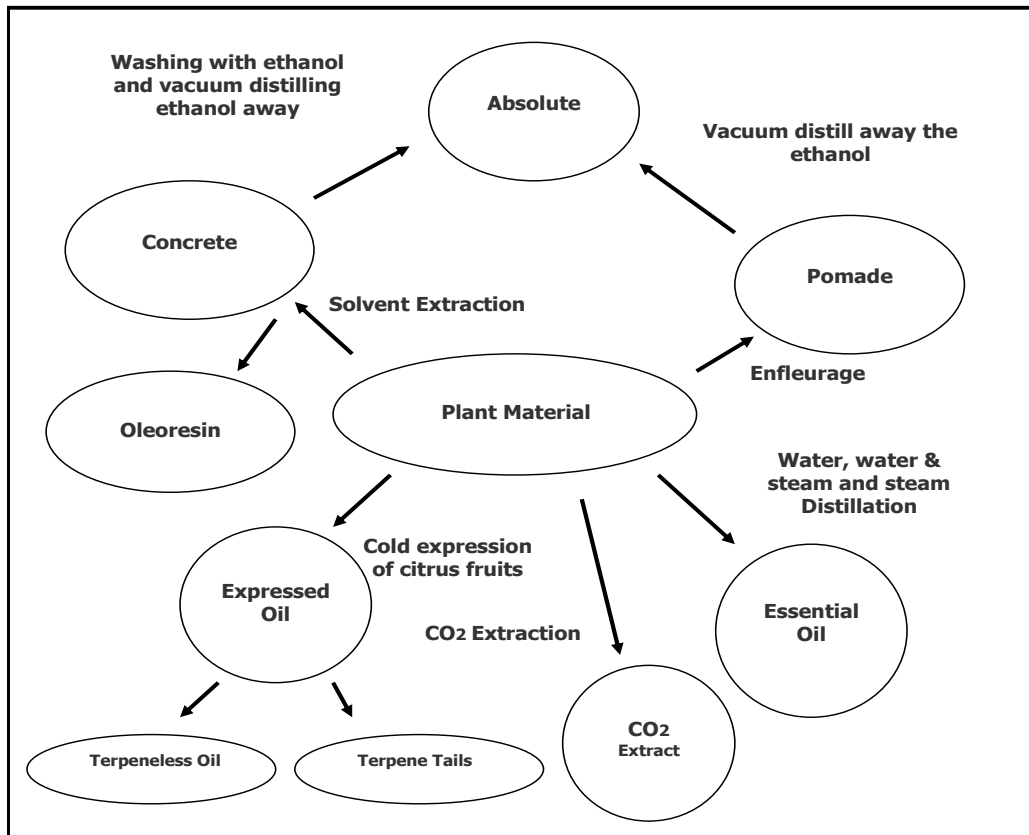 Washing with ethanol
and vacuum distilling
ethanol away
Absolute
Vacuum distill away the
ethanol
Concrete
Pomade
Solvent Extraction
Enfleurage
Plant Material
Oleoresin
Water, water &
steam and steam
Distillation
Cold expression
of citrus fruits
Expressed
Oil
CO2 Extraction
Essential
Oil
CO2
Extract
Terpeneless Oil
Terpene Tails